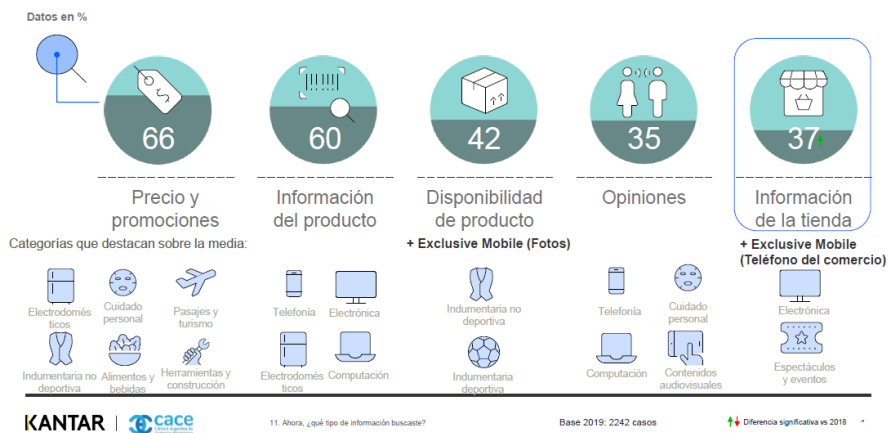 Datos en %
66
60
42
35
37
Precio y
promociones
Información
del producto
Disponibilidad
de producto
Opiniones
Información
de la tienda
Categorías que destacan sobre la media:
+ Exclusive Mobile (Fotos)
+ Exclusive Mobile
(Teléfono del comercio)
Electrodomés
ticos
Cuidado
personal
Pasajes y
turismo
Indumentaria no
deportiva
Alimentos y
bebidas
Herramientas y
construcción
Telefonía
Electrónica
Electrodomés
ticos
Computación
Indumentaria no
deportiva
Indumentaria
deportiva
Telefonía
Cuidado
personal
Computación
Contenidos
audiovisuales
Electrónica
Espectáculos
y eventos
KANTAR
cace
11. Ahora, ¿qué tipo de información buscaste?
Base 2019: 2242 casos
Diferencia significativa vs 2018